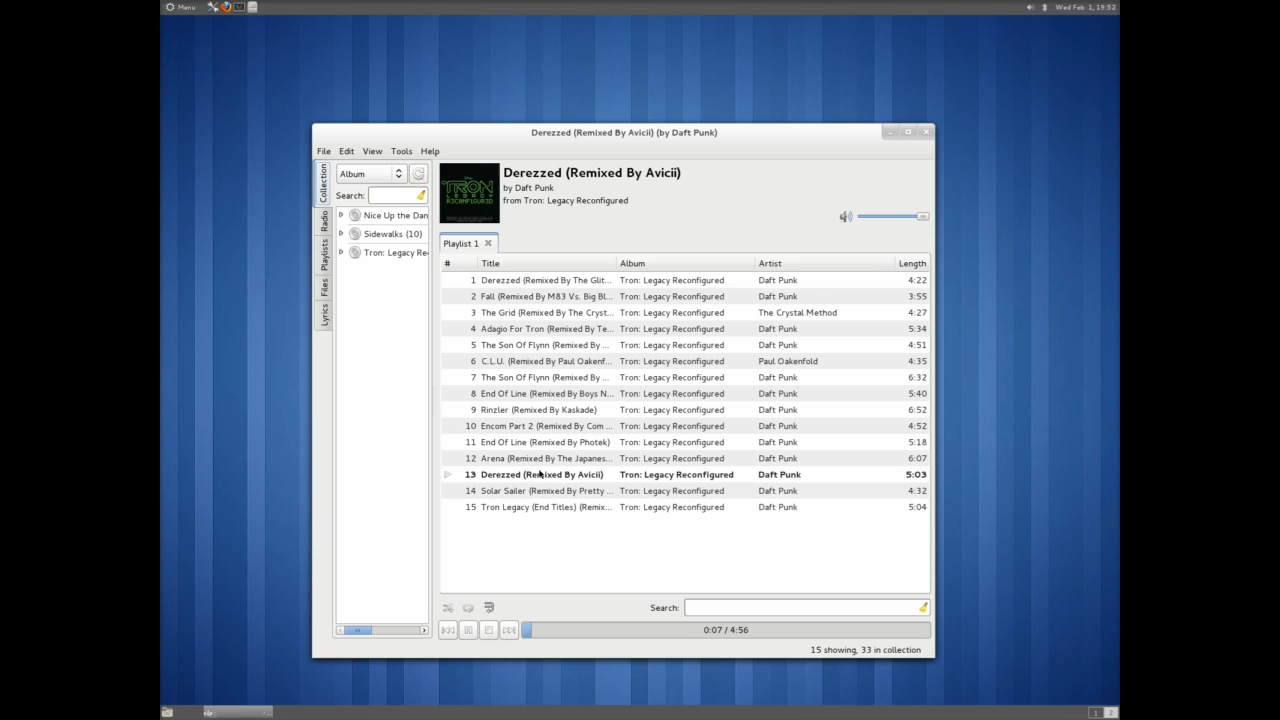 Menu
Wed Feb 1, 19:52
Derezzed (Remixed By Avicii) (by Daft Punk)
File Edit View Tools Help
Collection
Radio
Playlists
Files
Lyrics
Album
Search:
Nice Up the Dan
Sidewalks (10)
Tron: Legacy Re
TRON
LEGACY
R3CONF1GUR3D
Derezzed (Remixed By Avicii)
by Daft Punk
from Tron: Legacy Reconfigured
Playlist 1
# Title Album Artist Length
1 Derezzed (Remixed By The Glit... Tron: Legacy Reconfigured Daft Punk 4:22
2 Fall (Remixed By M83 Vs. Big Bl... Tron: Legacy Reconfigured Daft Punk 3:55
3 The Grid (Remixed By The Cryst... Tron: Legacy Reconfigured The Crystal Method 4:27
4 Adagio For Tron (Remixed By Te... Tron: Legacy Reconfigured Daft Punk 5:34
5 The Son Of Flynn (Remixed By ... Tron: Legacy Reconfigured Daft Punk 4:51
6 C.L.U. (Remixed By Paul Oakenf... Tron: Legacy Reconfigured Paul Oakenfold 4:35
7 The Son Of Flynn (Remixed By ... Tron: Legacy Reconfigured Daft Punk 6:32
8 End Of Line (Remixed By Boys N... Tron: Legacy Reconfigured Daft Punk 5:40
9 Rinzler (Remixed By Kaskade) Tron: Legacy Reconfigured Daft Punk 6:52
10 Encom Part 2 (Remixed By Com ... Tron: Legacy Reconfigured Daft Punk 4:52
11 End Of Line (Remixed By Photek) Tron: Legacy Reconfigured Daft Punk 5:18
12 Arena (Remixed By The Japanes... Tron: Legacy Reconfigured Daft Punk 6:07
13 Derezzed (Remixed By Avicii) Tron: Legacy Reconfigured Daft Punk 5:03
14 Solar Sailer (Remixed By Pretty ... Tron: Legacy Reconfigured Daft Punk 4:32
15 Tron Legacy (End Titles) (Remix... Tron: Legacy Reconfigured Daft Punk 5:04
Search:
0:07 / 4:56
15 showing, 33 in collection
1 2